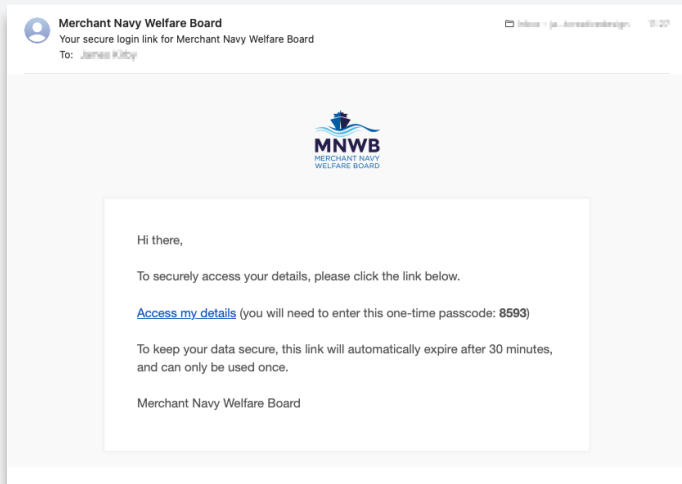 Merchant Navy Welfare Board
Your secure login link for Merchant Navy Welfare Board
To:
MNWB
MERCHANT NAVY
WELFARE BOARD
Hi there,
To securely access your details, please click the link below.
Access my details (you will need to enter this one-time passcode: 8593)
To keep your data secure, this link will automatically expire after 30 minutes,
and can only be used once.
Merchant Navy Welfare Board